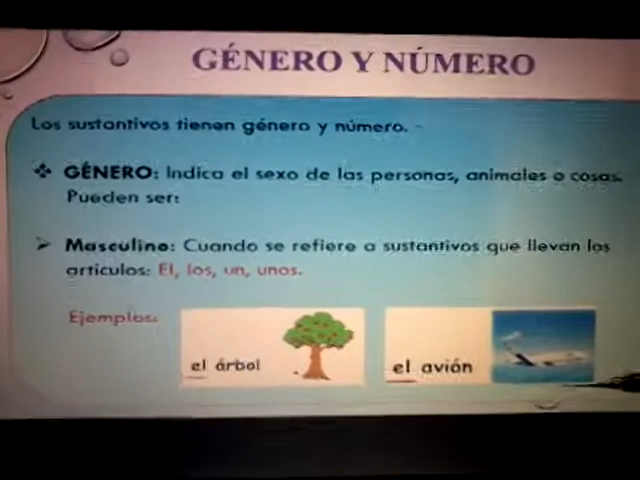 GÉNERO Y NÚMERO
Los sustantivos tienen género y número.
GÉNERO: Indica el sexo de las personas, animales o cosas.
Pueden ser:
Masculino: Cuando se refiere a sustantivos que llevan los
artículos: El, los, un, unos.
Ejemplos:
el árbol
el avión